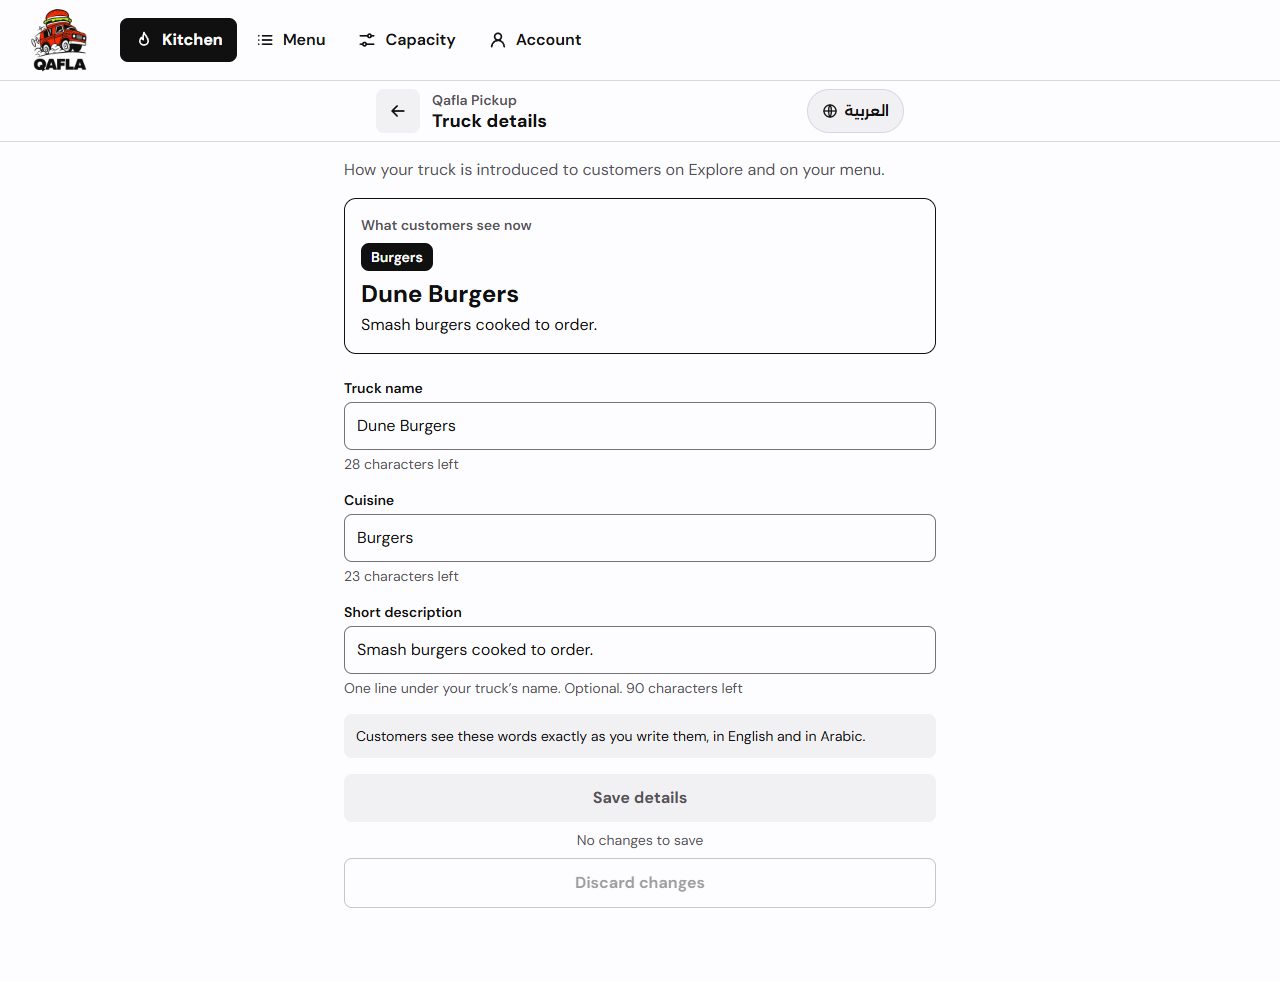 QAFLA
Kitchen
Menu
Capacity
Account
Qafla Pickup
Truck details
العربية
How your truck is introduced to customers on Explore and on your menu.
What customers see now
Burgers
Dune Burgers
Smash burgers cooked to order.
Truck name
Dune Burgers
28 characters left
Cuisine
Burgers
23 characters left
Short description
Smash burgers cooked to order.
One line under your truck’s name. Optional. 90 characters left
Customers see these words exactly as you write them, in English and in Arabic.
Save details
No changes to save
Discard changes